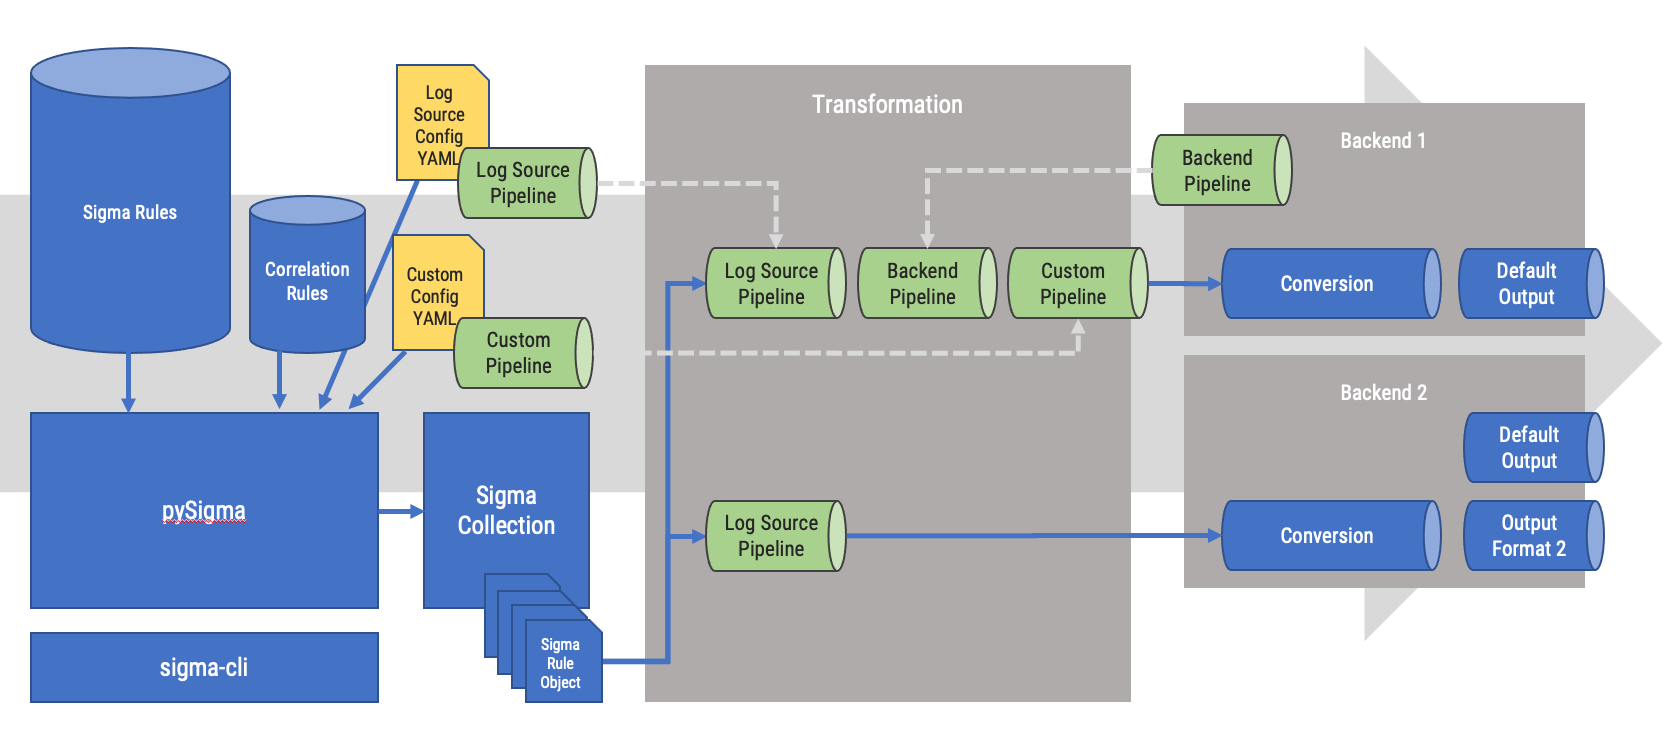 Sigma Rules
Correlation
Rules
Log
Source
Config
YAML
Log Source
Pipeline
Custom
Config
YAML
Custom
Pipeline
pySigma
sigma-cli
Sigma
Collection
Sigma
Rule
Object
Transformation
Log Source
Pipeline
Backend
Pipeline
Custom
Pipeline
Log Source
Pipeline
Backend 1
Backend
Pipeline
Conversion
Default
Output
Backend 2
Default
Output
Conversion
Output
Format 2